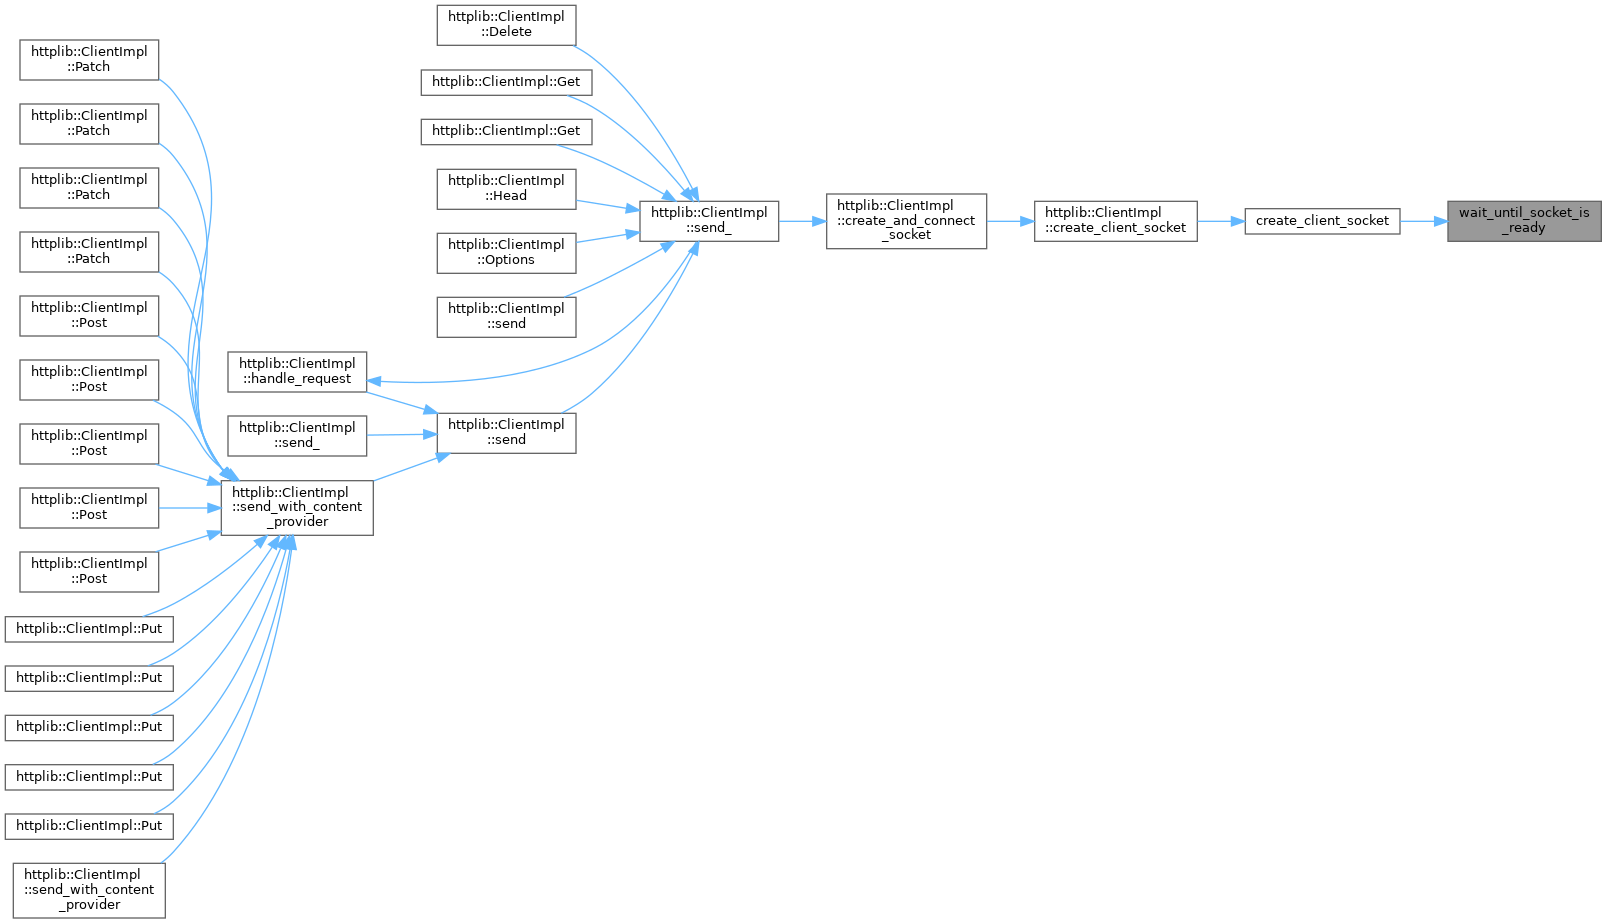 httplib::ClientImpl
::Patch
httplib::ClientImpl
::Patch
httplib::ClientImpl
::Patch
httplib::ClientImpl
::Patch
httplib::ClientImpl
::Post
httplib::ClientImpl
::Post
httplib::ClientImpl
::Post
httplib::ClientImpl
::Post
httplib::ClientImpl
::Post
httplib::ClientImpl::Put
httplib::ClientImpl::Put
httplib::ClientImpl::Put
httplib::ClientImpl::Put
httplib::ClientImpl::Put
httplib::ClientImpl
::send_with_content
_provider
httplib::ClientImpl
::handle_request
httplib::ClientImpl
::send_
httplib::ClientImpl
::send_with_content
_provider
httplib::ClientImpl
::Delete
httplib::ClientImpl::Get
httplib::ClientImpl::Get
httplib::ClientImpl
::Head
httplib::ClientImpl
::Options
httplib::ClientImpl
::send
httplib::ClientImpl
::send
httplib::ClientImpl
::send_
httplib::ClientImpl
::create_and_connect
_socket
httplib::ClientImpl
::create_client_socket
create_client_socket
wait_until_socket_is
_ready